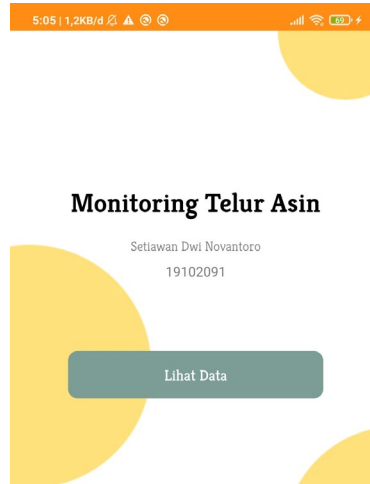 5:05 | 1,2KB/d
69
Monitoring Telur Asin
Setiawan Dwi Novantoro
19102091
Lihat Data